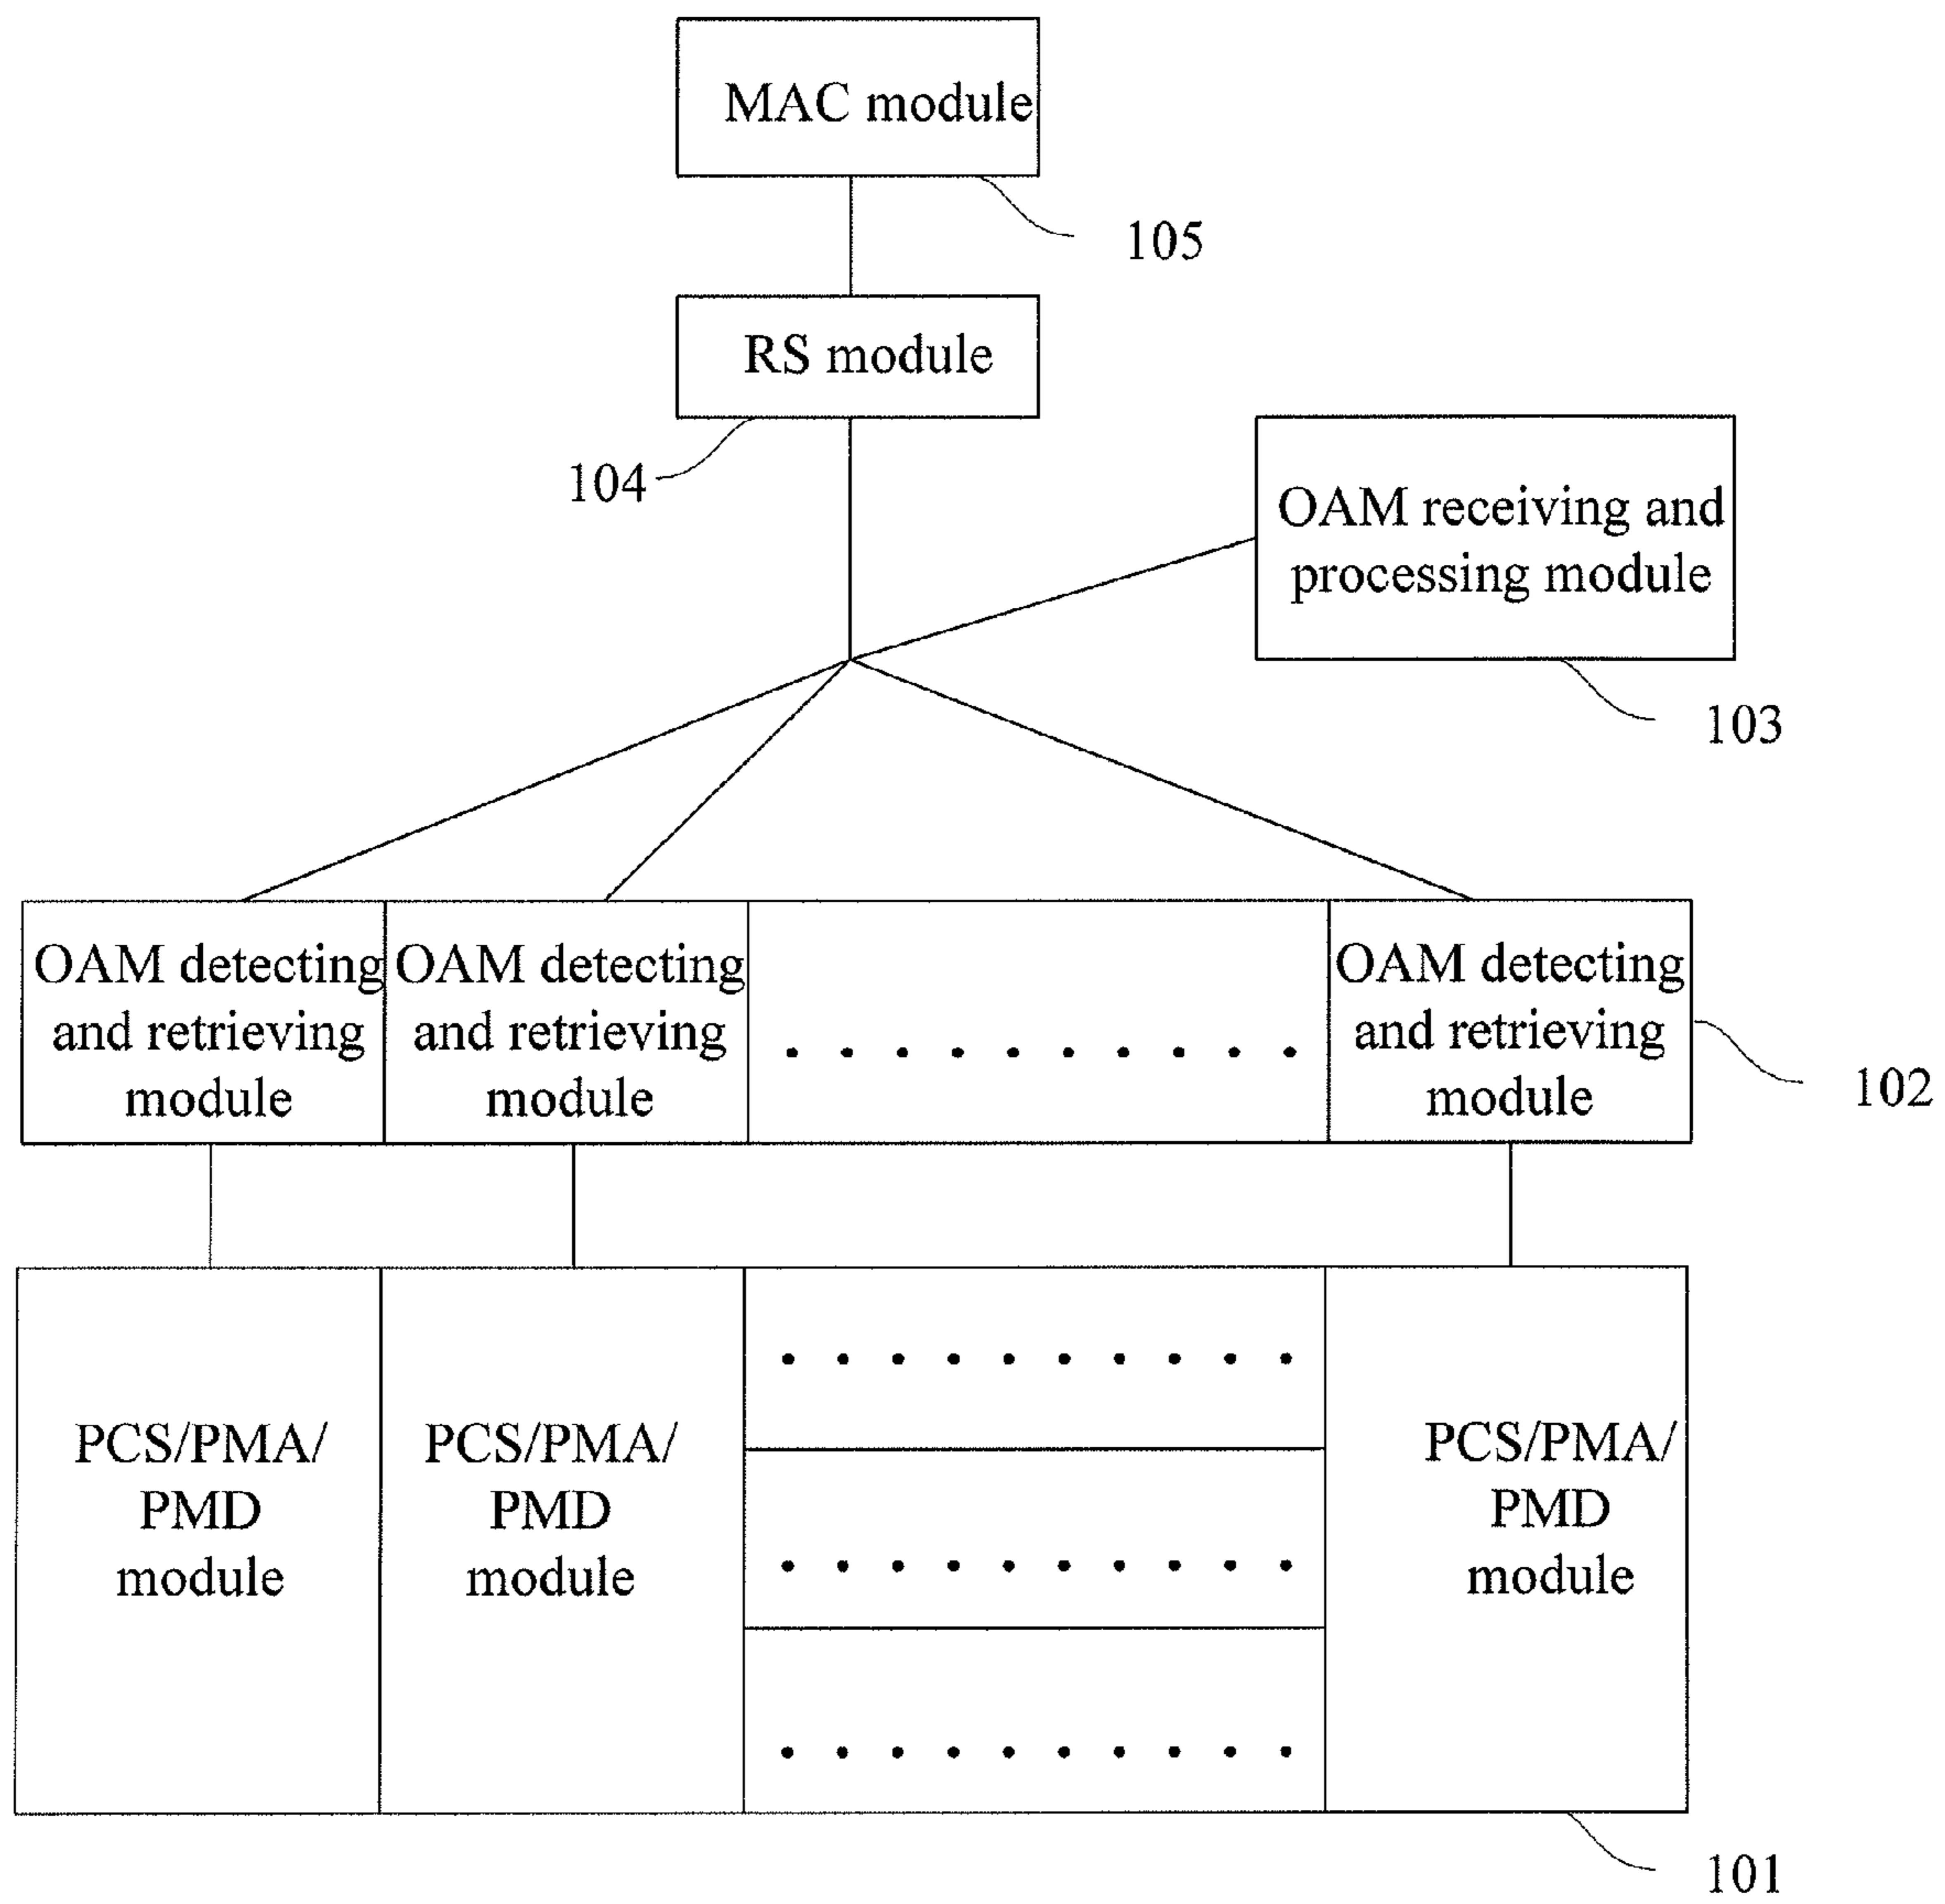 MAC module
105
RS module
104
OAM receiving and
processing module
103
OAM detecting
and retrieving
module
OAM detecting
and retrieving
module
..........
OAM detecting
and retrieving
module
102
PCS/PMA/
PMD
module
PCS/PMA/
PMD
module
..........
..........
..........
PCS/PMA/
PMD
module
101